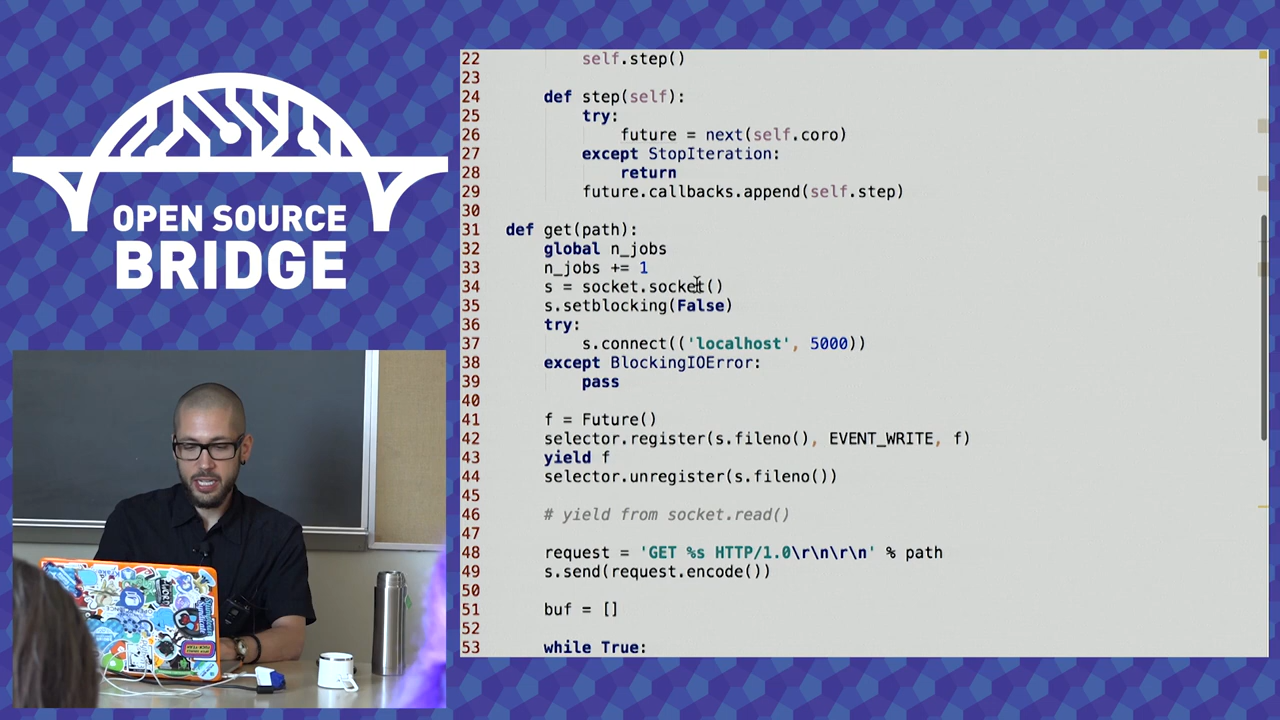 OPEN SOURCE
BRIDGE
22 self.step()
23
24 def step(self):
25 try:
26 future = next(self.coro)
27 except StopIteration:
28 return
29 future.callbacks.append(self.step)
30
31 def get(path):
32 global n_jobs
33 n_jobs += 1
34 s = socket.socket()
35 s.setblocking(False)
36 try:
37 s.connect(('localhost', 5000))
38 except BlockingIOError:
39 pass
40
41 f = Future()
42 selector.register(s.fileno(), EVENT_WRITE, f)
43 yield f
44 selector.unregister(s.fileno())
45
46 # yield from socket.read()
47
48 request = 'GET %s HTTP/1.0\r\n\r\n' % path
49 s.send(request.encode())
50
51 buf = []
52
53 while True: